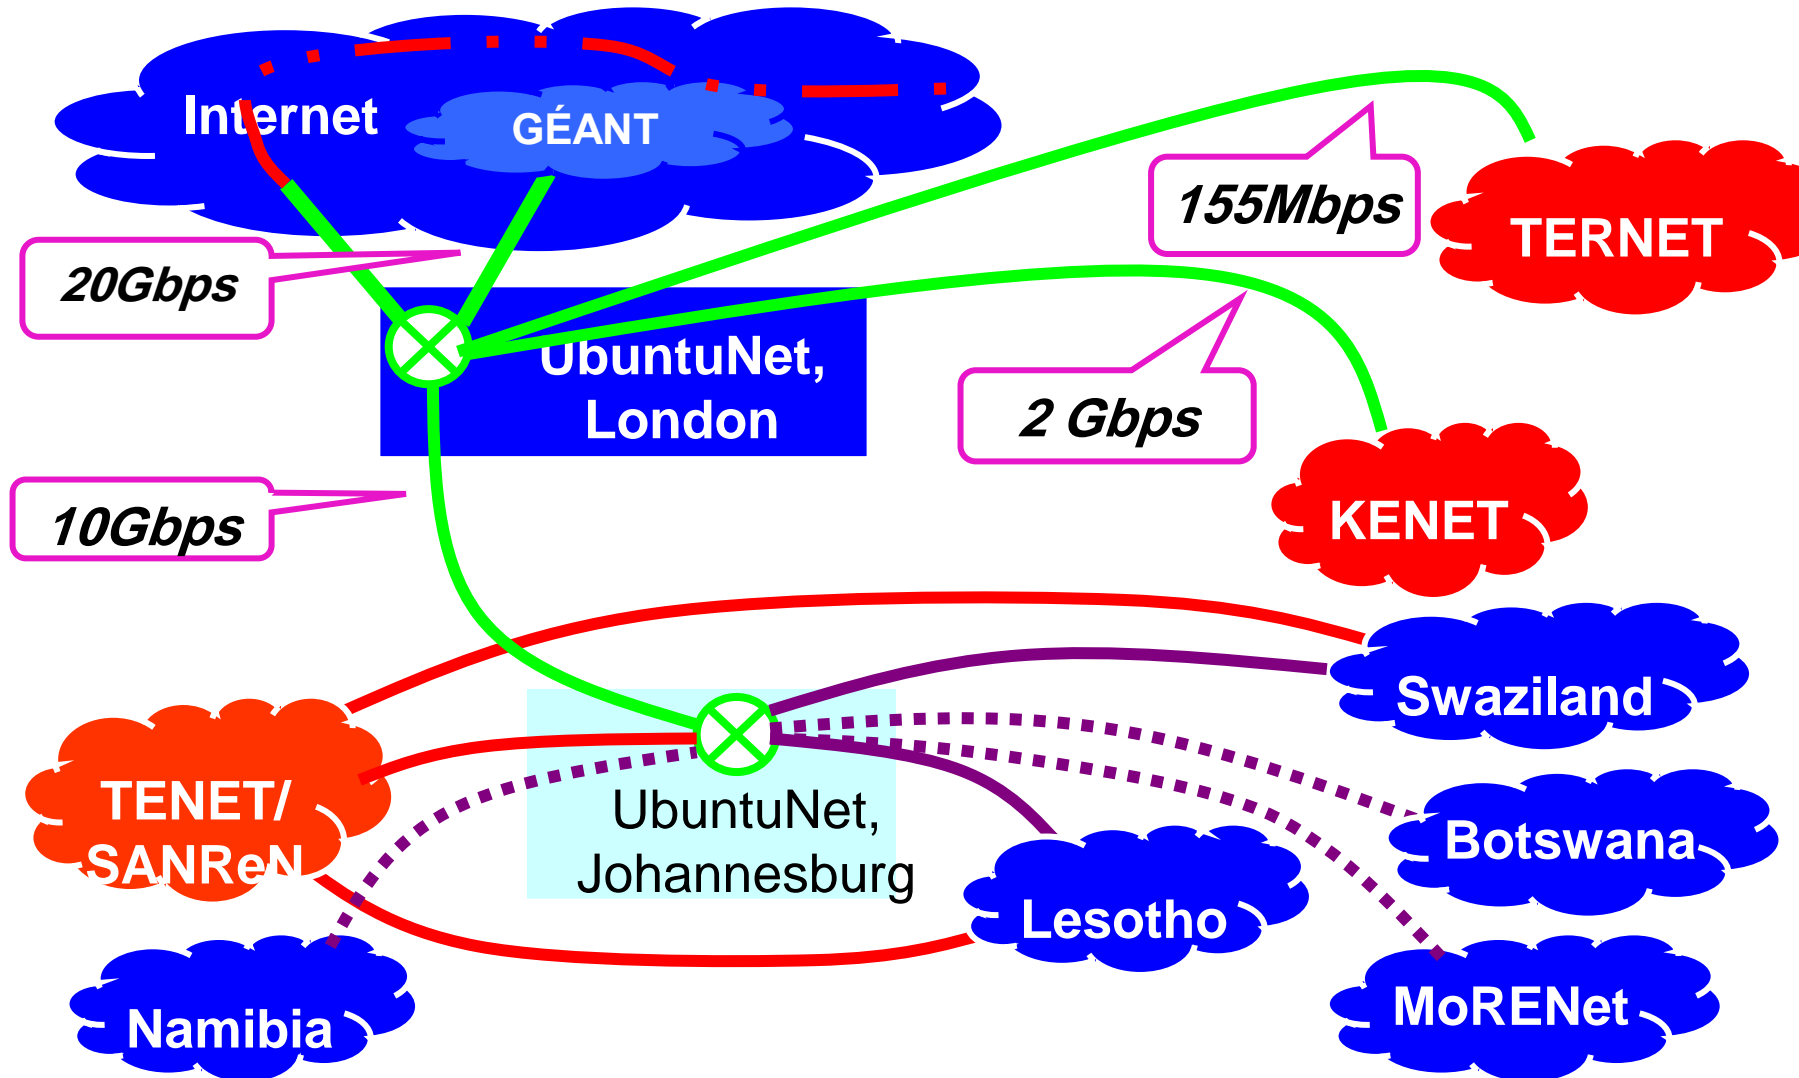 Internet
GÉANT
155Mbps
TERNET
20Gbps
UbuntuNet,
London
2 Gbps
10Gbps
KENET
Swaziland
TENET/
SANReN
UbuntuNet,
Johannesburg
Botswana
Lesotho
Namibia
MoRENet